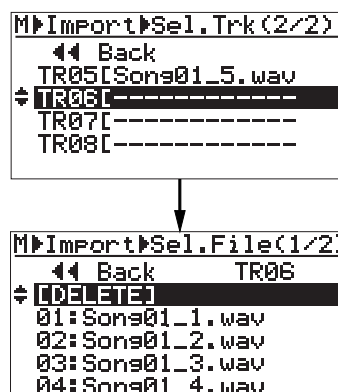 M▶Import▶Sel.Trk(2/2)
◀◀ Back
TR05[Song01_5.wav
TR06[-------------
TR07[-------------
TR08[-------------
M▶Import▶Sel.File(1/2)
◀◀ Back TR06
[DELETE]
01:Song01_1.wav
02:Song01_2.wav
03:Song01_3.wav
04:Song01_4.wav